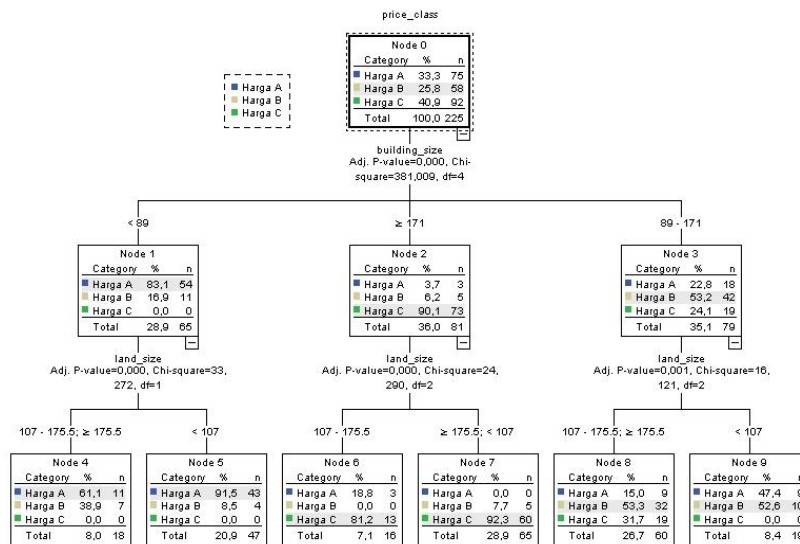 price_class
Node 0
Category % n
Harga A 33,3 75
Harga B 25,8 58
Harga C 40,9 92
Total 100,0 225
Harga A
Harga B
Harga C
building_size
Adj. P-value=0,000, Chi-
square=381,009, df=4
< 89
≥ 171
89 - 171
Node 1
Category % n
Harga A 83,1 54
Harga B 16,9 11
Harga C 0,0 0
Total 28,9 65
Node 2
Category % n
Harga A 3,7 3
Harga B 6,2 5
Harga C 90,1 73
Total 36,0 81
Node 3
Category % n
Harga A 22,8 18
Harga B 53,2 42
Harga C 24,1 19
Total 35,1 79
land_size
Adj. P-value=0,000, Chi-square=33,
272, df=1
land_size
Adj. P-value=0,000, Chi-square=24,
290, df=2
land_size
Adj. P-value=0,001, Chi-square=16,
121, df=2
107 - 175.5; ≥ 175.5
< 107
107 - 175.5
≥ 175.5; < 107
107 - 175.5; ≥ 175.5
< 107
Node 4
Category % n
Harga A 61,1 11
Harga B 38,9 7
Harga C 0,0 0
Total 8,0 18
Node 5
Category % n
Harga A 91,5 43
Harga B 8,5 4
Harga C 0,0 0
Total 20,9 47
Node 6
Category % n
Harga A 18,8 3
Harga B 0,0 0
Harga C 81,2 13
Total 7,1 16
Node 7
Category % n
Harga A 0,0 0
Harga B 7,7 5
Harga C 92,3 60
Total 28,9 65
Node 8
Category % n
Harga A 15,0 9
Harga B 53,3 32
Harga C 31,7 19
Total 26,7 60
Node 9
Category % n
Harga A 47,4
Harga B 52,6
Harga C 0,0
Total 8,4